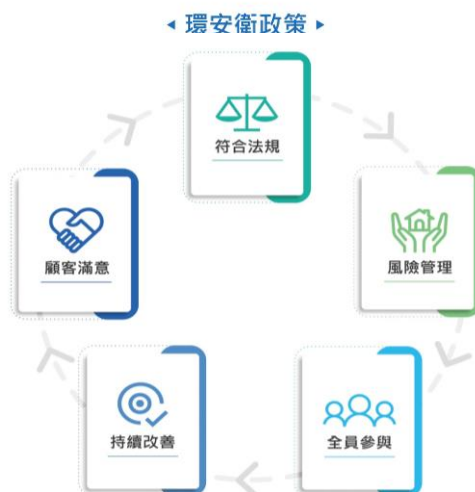 環安衛政策
符合法規
風險管理
全員參與
持續改善
顧客滿意